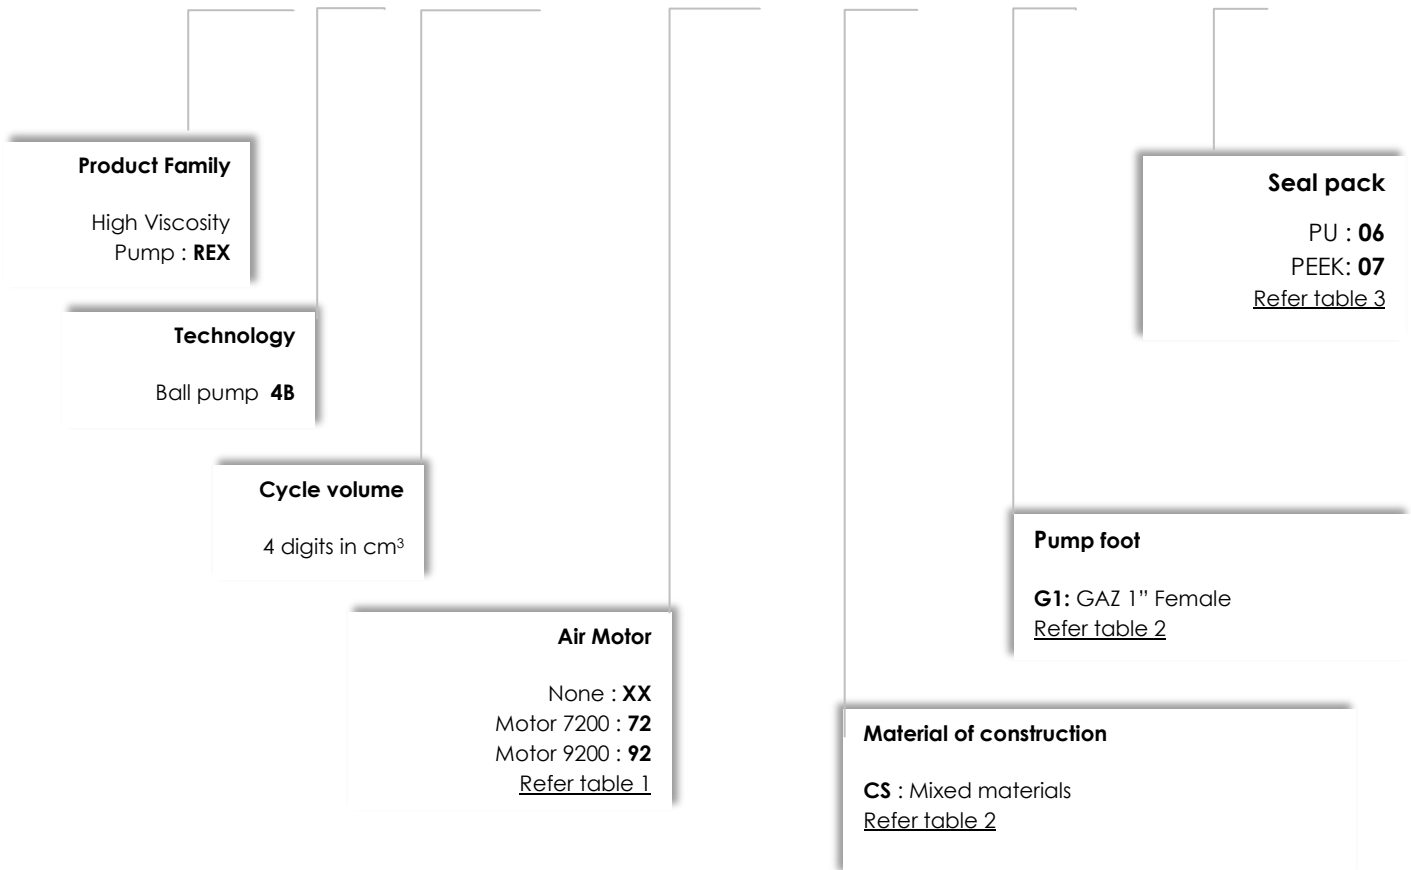 Product Family
High Viscosity
Pump : REX
Technology
Ball pump 4B
Cycle volume
4 digits in cm³
Air Motor
None : XX
Motor 7200 : 72
Motor 9200 : 92
Refer table 1
Material of construction
CS : Mixed materials
Refer table 2
Pump foot
G1: GAZ 1” Female
Refer table 2
Seal pack
PU : 06
PEEK: 07
Refer table 3